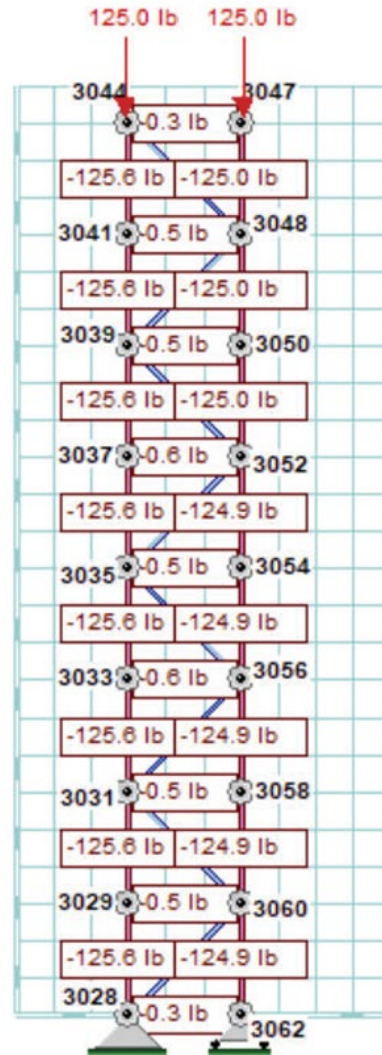 125.0 lb 125.0 lb
3044 3047
-0.3 lb
-125.6 lb -125.0 lb
3041 -0.5 lb 3048
-125.6 lb -125.0 lb
3039 -0.5 lb 3050
-125.6 lb -125.0 lb
3037 -0.6 lb 3052
-125.6 lb -124.9 lb
3035 -0.5 lb 3054
-125.6 lb -124.9 lb
3033 -0.6 lb 3056
-125.6 lb -124.9 lb
3031 -0.5 lb 3058
-125.6 lb -124.9 lb
3029 -0.5 lb 3060
-125.6 lb -124.9 lb
3028 -0.3 lb 3062